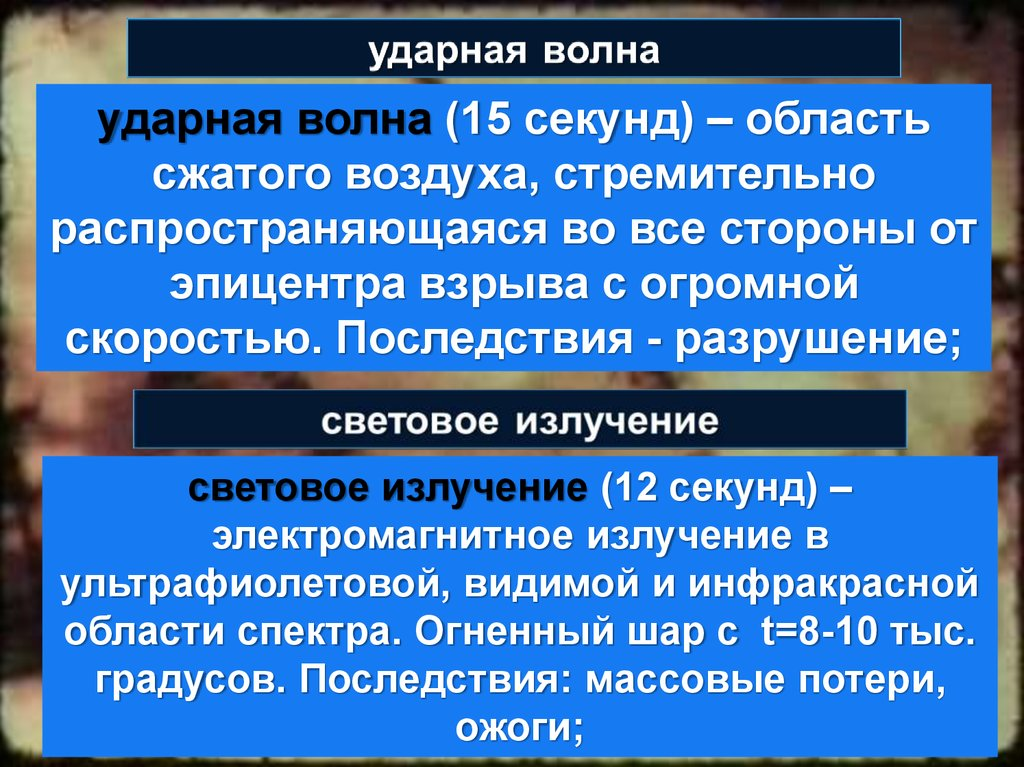 ударная волна
ударная волна (15 секунд) – область
сжатого воздуха, стремительно
распространяющаяся во все стороны от
эпицентра взрыва с огромной
скоростью. Последствия - разрушение;
световое излучение
световое излучение (12 секунд) –
электромагнитное излучение в
ультрафиолетовой, видимой и инфракрасной
области спектра. Огненный шар с t=8-10 тыс.
градусов. Последствия: массовые потери,
ожоги;